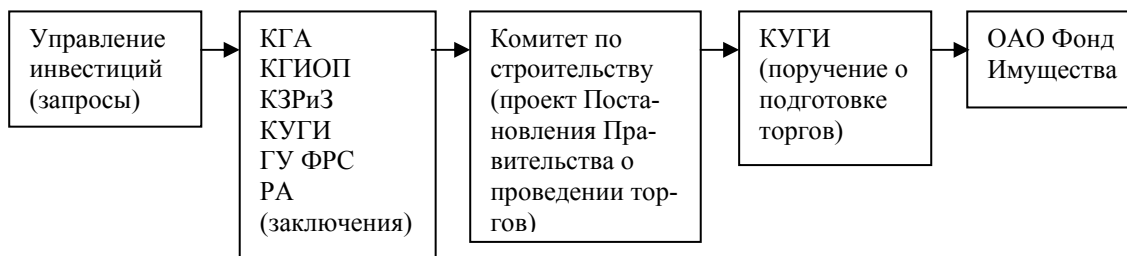 Управление
инвестиций
(запросы)
КГА
КГИОП
КЗРиЗ
КУГИ
ГУ ФРС
РА
(заключения)
Комитет по
строительству
(проект Поста-
новления Пра-
вительства о
проведении тор-
гов)
КУГИ
(поручение о
подготовке
торгов)
ОАО Фонд
Имущества